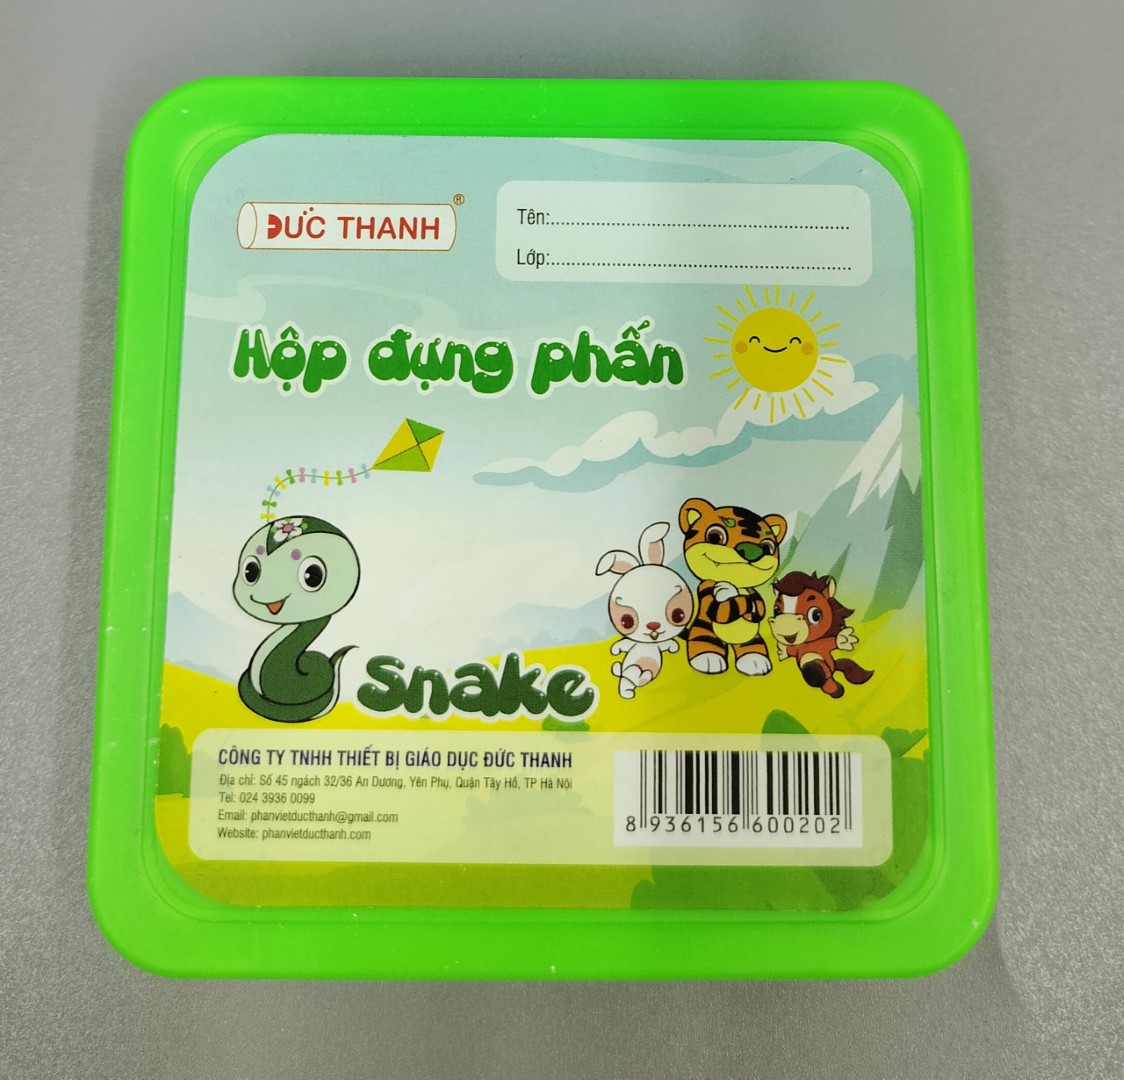 ĐỨC THANH®
Tên:..............................................................
Lớp:..............................................................
Hộp đựng phấn
snake
CÔNG TY TNHH THIẾT BỊ GIÁO DỤC ĐỨC THANH
Địa chỉ: Số 45 ngách 32/36 An Dương, Yên Phụ, Quận Tây Hồ, TP Hà Nội
Tel: 024 3936 0099
Email: phanvietducthanh@gmail.com
Website: phanvietducthanh.com
8 936156 600202